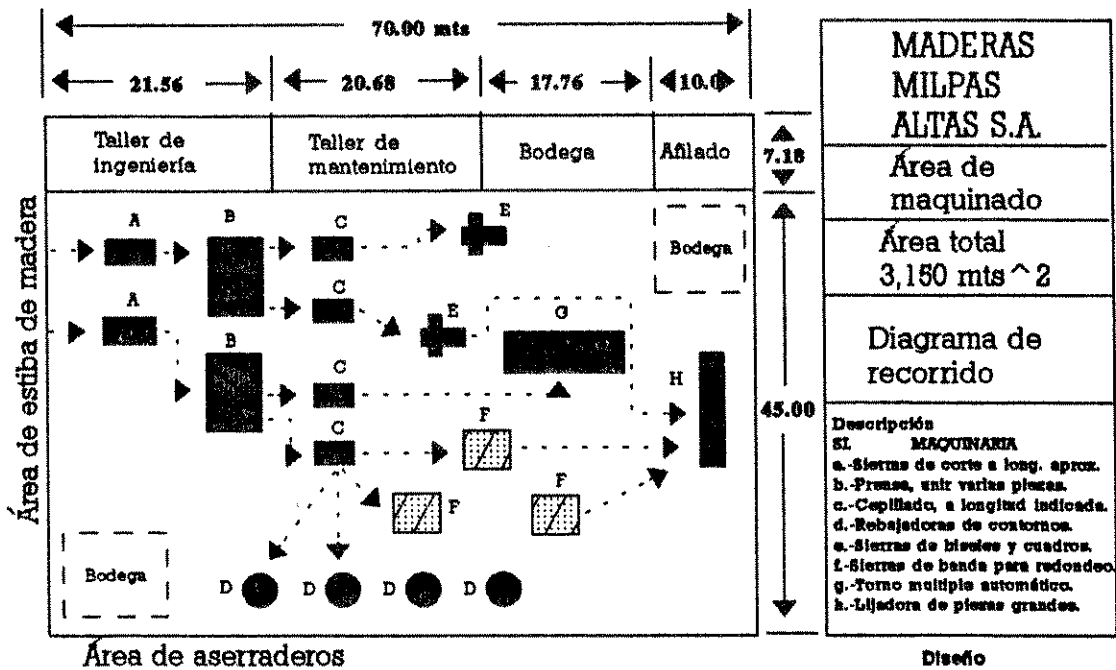 70.00 mts
21.56
20.68
17.76
10.0
Taller de
ingeniería
Taller de
mantenimiento
Bodega
Afilado
7.18
Área de estiba de madera
A
B
C
E
Bodega
A
C
E
G
B
C
H
45.00
C
F
F
F
Bodega
D
D
D
D
Área de aserraderos
MADERAS
MILPAS
ALTAS S.A.
Área de
maquinado
Área total
3,150 mts^2
Diagrama de
recorrido
Descripción
SI. MAQUINARIA
a.-Sierras de corte a long. aprox.
b.-Prensa, unir varias piezas.
c.-Cepillado, a longitud indicada.
d.-Rebajadoras de contornos.
e.-Sierras de biseles y cuadros.
f.-Sierras de banda para redondeo.
g.-Torno multiple automático.
h.-Lijadora de piezas grandes.
Diseño